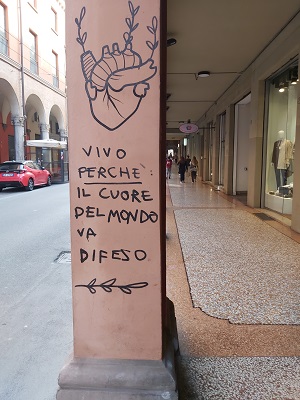 VIVO
PERCHE':
IL CUORE
DEL MONDO
VA
DIFESO